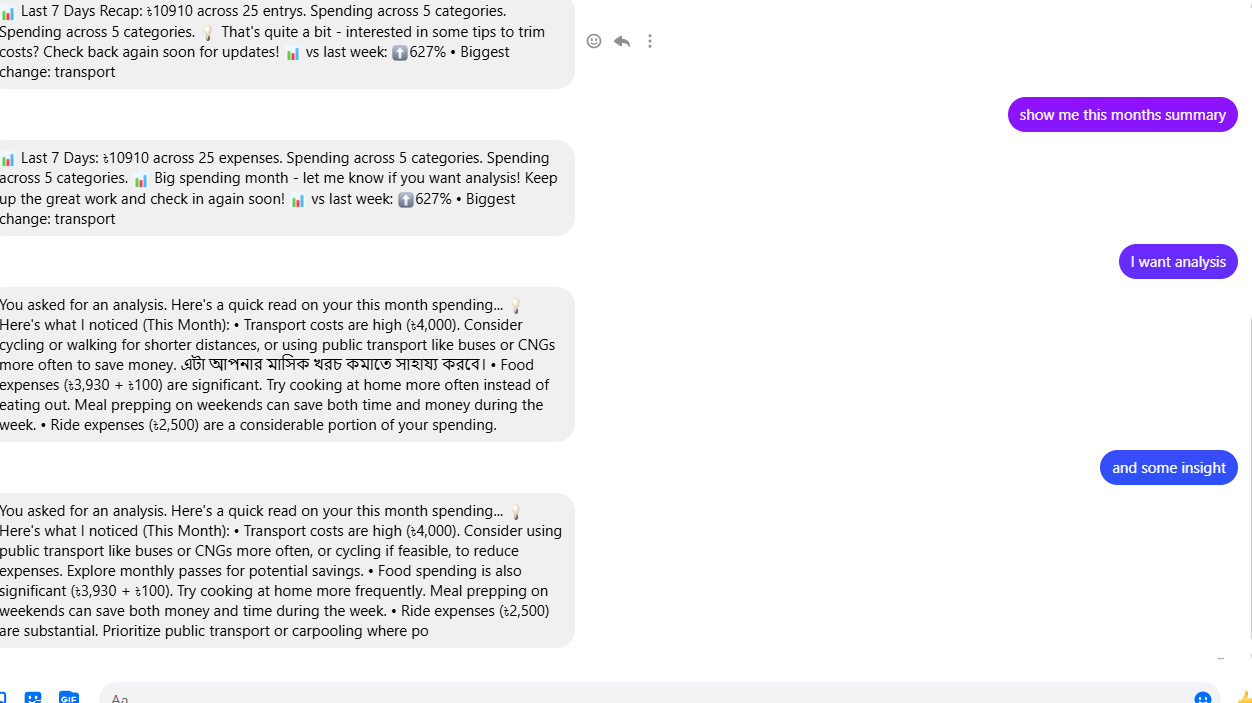 Last 7 Days Recap: ৳10910 across 25 entrys. Spending across 5 categories.
Spending across 5 categories. 💡 That's quite a bit - interested in some tips to trim
costs? Check back again soon for updates! 📊 vs last week: ⬆️627% • Biggest
change: transport
show me this months summary
📊 Last 7 Days: ৳10910 across 25 expenses. Spending across 5 categories. Spending
across 5 categories. 📊 Big spending month - let me know if you want analysis! Keep
up the great work and check in again soon! 📊 vs last week: ⬆️627% • Biggest
change: transport
I want analysis
You asked for an analysis. Here's a quick read on your this month spending... 💡
Here's what I noticed (This Month): • Transport costs are high (৳4,000). Consider
cycling or walking for shorter distances, or using public transport like buses or CNGs
more often to save money. এটা আপনার মাসিক খরচ কমাতে সাহায্য করবে। • Food
expenses (৳3,930 + ৳100) are significant. Try cooking at home more often instead of
eating out. Meal prepping on weekends can save both time and money during the
week. • Ride expenses (৳2,500) are a considerable portion of your spending.
and some insight
You asked for an analysis. Here's a quick read on your this month spending... 💡
Here's what I noticed (This Month): • Transport costs are high (৳4,000). Consider using
public transport like buses or CNGs more often, or cycling if feasible, to reduce
expenses. Explore monthly passes for potential savings. • Food spending is also
significant (৳3,930 + ৳100). Try cooking at home more frequently. Meal prepping on
weekends can save both money and time during the week. • Ride expenses (৳2,500)
are substantial. Prioritize public transport or carpooling where po
GIF
Aa